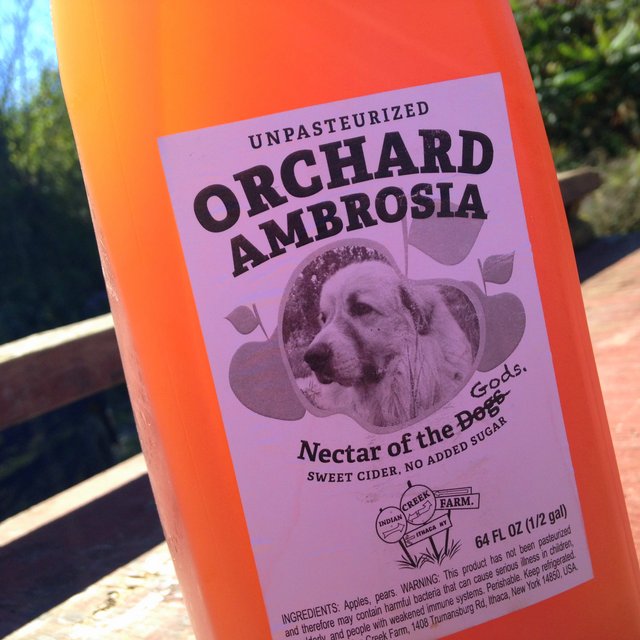 UNPASTEURIZED
ORCHARD
AMBROSIA
Gods.
Nectar of the Dogs
SWEET CIDER, NO ADDED SUGAR
INDIAN
CREEK
FARM.
ITHACA NY
64 FL OZ (1/2 gal)
INGREDIENTS: Apples, pears. WARNING: This product has not been pasteurized
and therefore may contain harmful bacteria that can cause serious illness in children,
elderly, and people with weakened immune systems. Perishable. Keep refrigerated.
Creek Farm, 1408 Trumansburg Rd, Ithaca, New York 14850, USA.